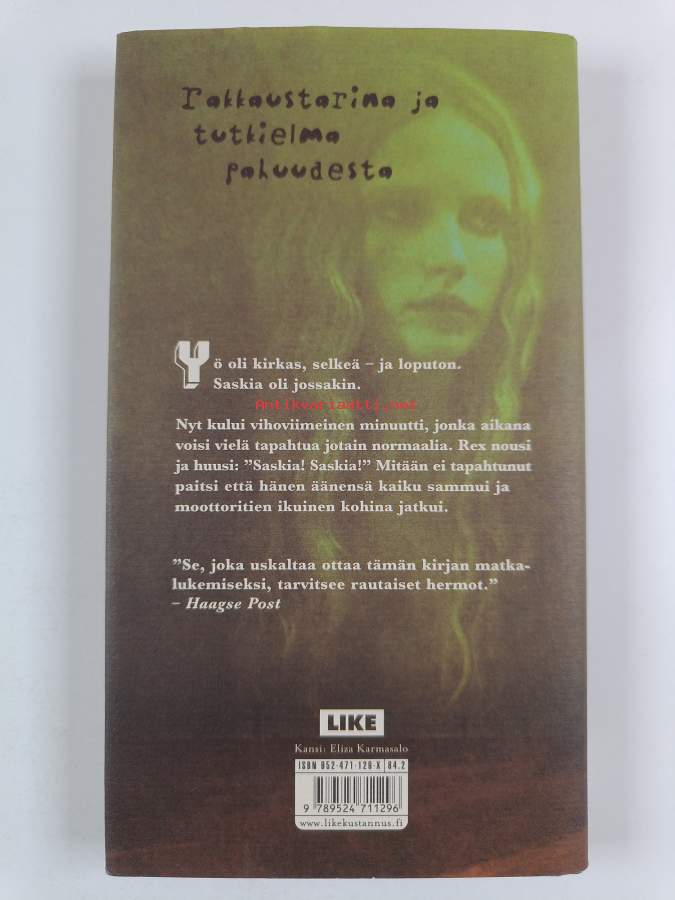 rakkaustarina ja
tutkielma
pahuudesta
Yö oli kirkas, selkeä – ja loputon.
Saskia oli jossakin.
Antikvariaatti.net
Nyt kului vihoviimeinen minuutti, jonka aikana
voisi vielä tapahtua jotain normaalia. Rex nousi
ja huusi: ”Saskia! Saskia!” Mitään ei tapahtunut
paitsi että hänen äänensä kaiku sammui ja
moottoritien ikuinen kohina jatkui.
”Se, joka uskaltaa ottaa tämän kirjan matka-
lukemiseksi, tarvitsee rautaiset hermot.”
– Haagse Post
LIKE
Kansi: Eliza Karmasalo
ISBN 952-471-129-X 84.2
9 789524 711296
www.likekustannus.fi